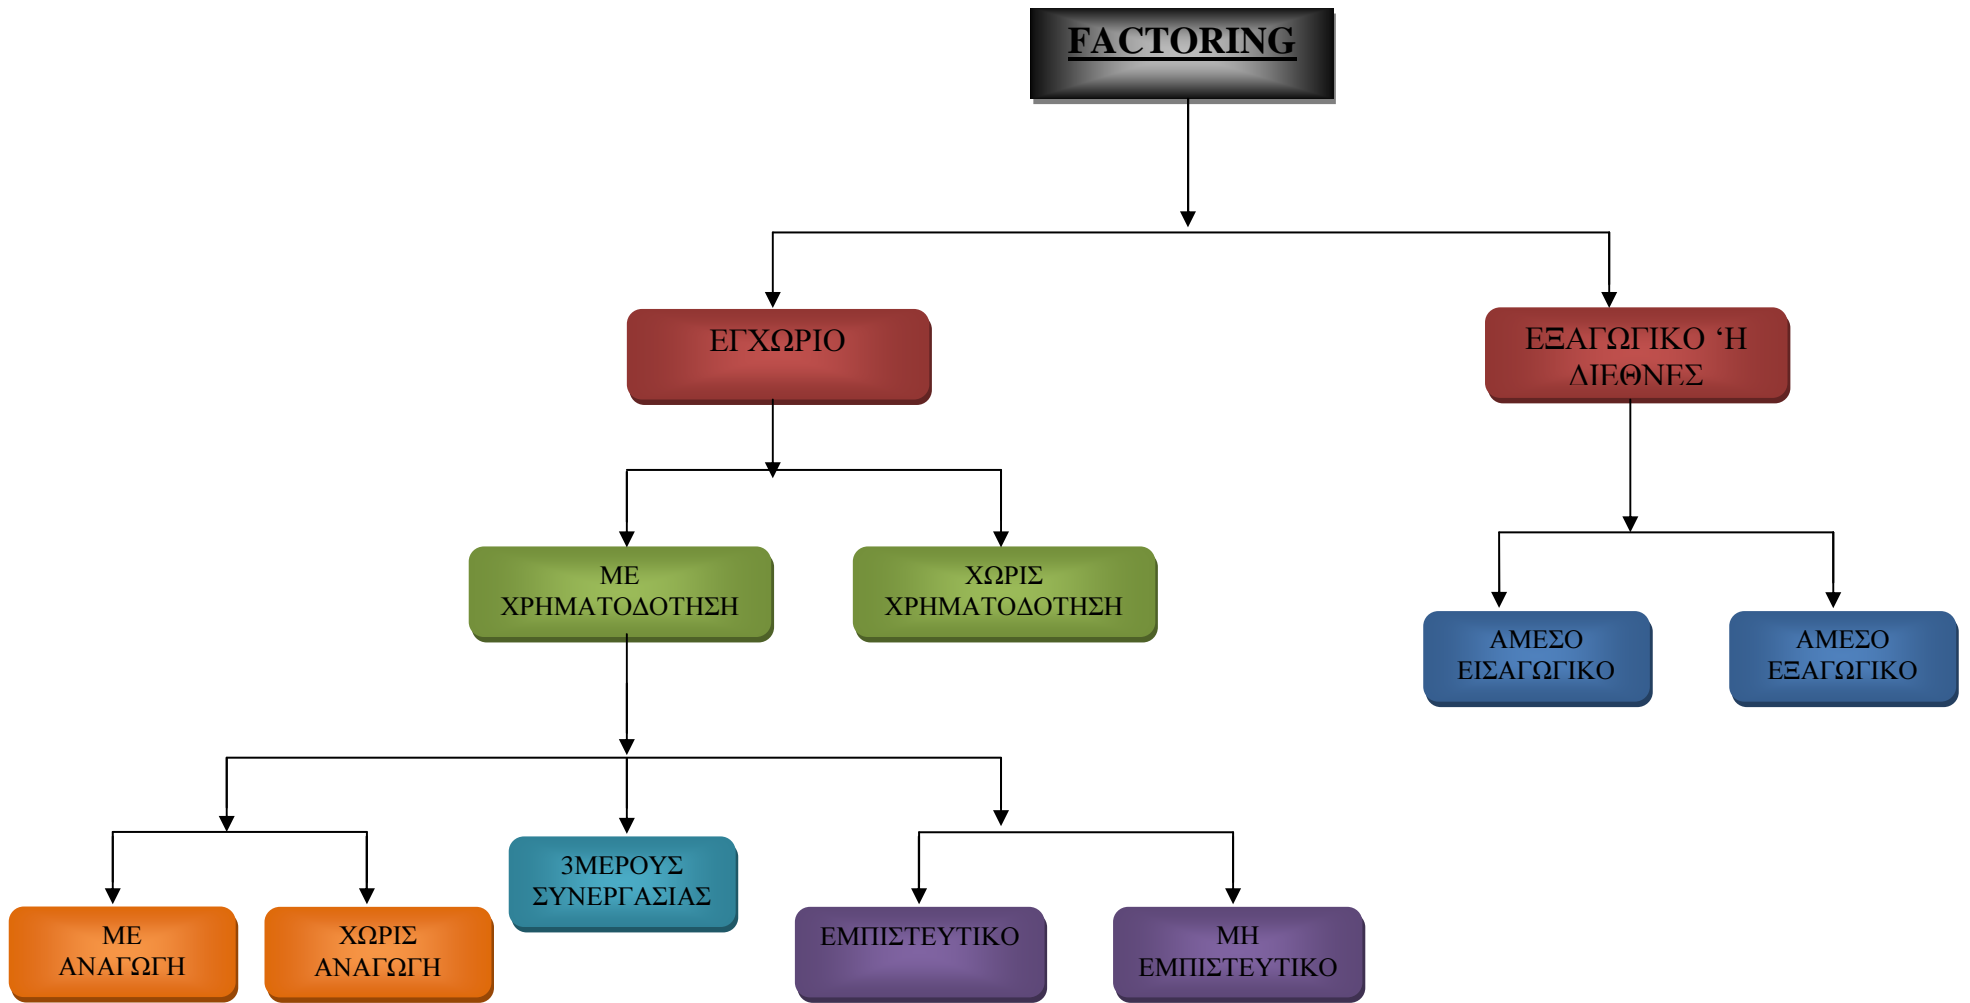 FACTORING
ΕΓΧΩΡΙΟ
ΕΞΑΓΩΓΙΚΟ ‘Η
ΔΙΕΘΝΕΣ
ΜΕ
ΧΡΗΜΑΤΟΔΟΤΗΣΗ
ΧΩΡΙΣ
ΧΡΗΜΑΤΟΔΟΤΗΣΗ
ΑΜΕΣΟ
ΕΙΣΑΓΩΓΙΚΟ
ΑΜΕΣΟ
ΕΞΑΓΩΓΙΚΟ
ΜΕ
ΑΝΑΓΩΓΗ
ΧΩΡΙΣ
ΑΝΑΓΩΓΗ
3ΜΕΡΟΥΣ
ΣΥΝΕΡΓΑΣΙΑΣ
ΕΜΠΙΣΤΕΥΤΙΚΟ
ΜΗ
ΕΜΠΙΣΤΕΥΤΙΚΟ